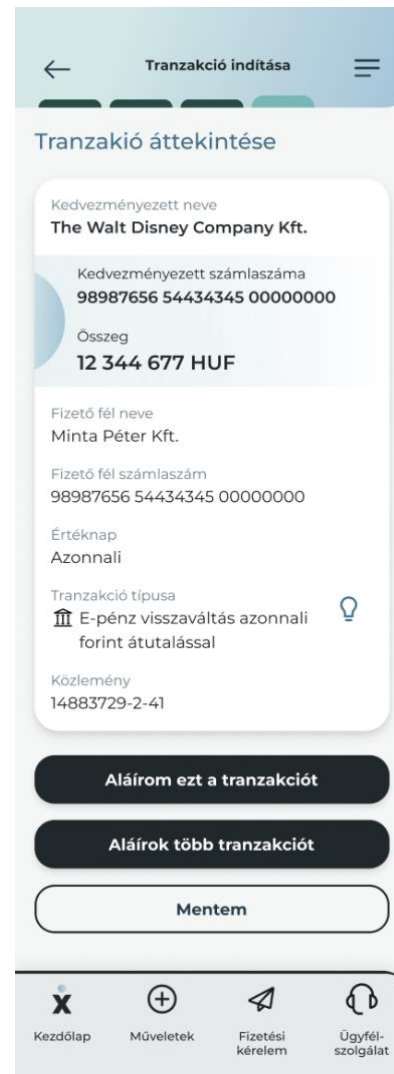 Tranzakció indítása
Tranzakió áttekintése
Kedvezményezett neve
The Walt Disney Company Kft.
Kedvezményezett számlaszáma
98987656 54434345 00000000
Összeg
12 344 677 HUF
Fizető fél neve
Minta Péter Kft.
Fizető fél számlaszám
98987656 54434345 00000000
Értéknap
Azonnali
Tranzakció típusa
E-pénz visszaváltás azonnali
forint átutalással
Közlemény
14883729-2-41
Aláírom ezt a tranzakciót
Aláírok több tranzakciót
Mentem
Kezdőlap
Műveletek
Fizetési
kérelem
Ügyfél-
szolgálat